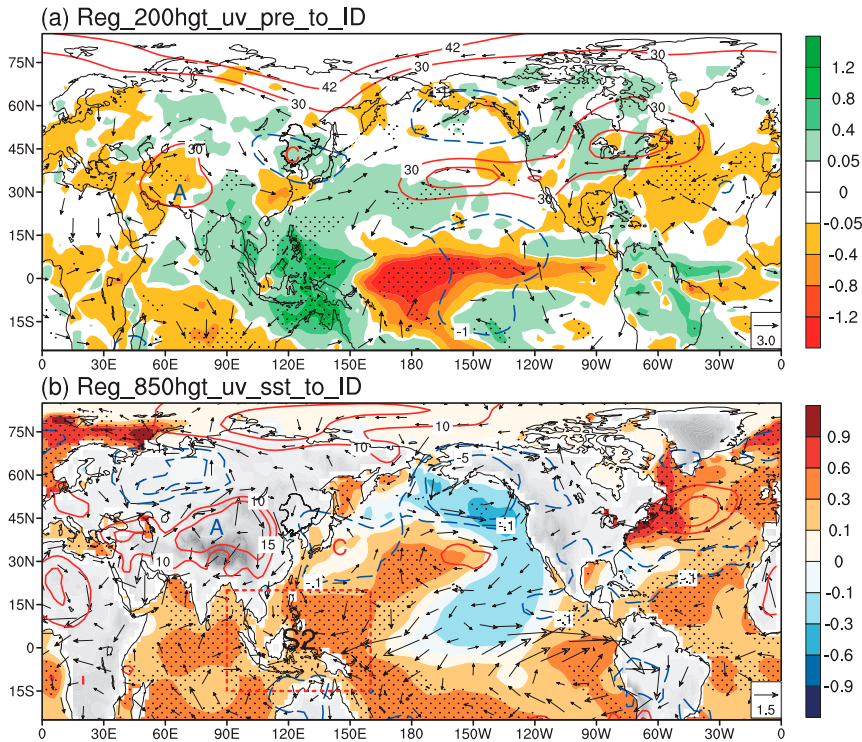 (a) Reg_200hgt_uv_pre_to_ID
75N
60N
45N
30N
15N
0
15S
42
42
30
30
30
30
30
30
30
-1
-1
A
C
3.0
0
30E
60E
90E
120E
150E
180
150W
120W
90W
60W
30W
0
1.2
0.8
0.4
0.05
0
-0.05
-0.4
-0.8
-1.2
(b) Reg_850hgt_uv_sst_to_ID
75N
60N
45N
30N
15N
0
15S
10
10
10
10
15
-1
-5
-1
-1
-1
A
C
S2
1.5
0
30E
60E
90E
120E
150E
180
150W
120W
90W
60W
30W
0
0.9
0.6
0.3
0.1
0
-0.1
-0.3
-0.6
-0.9